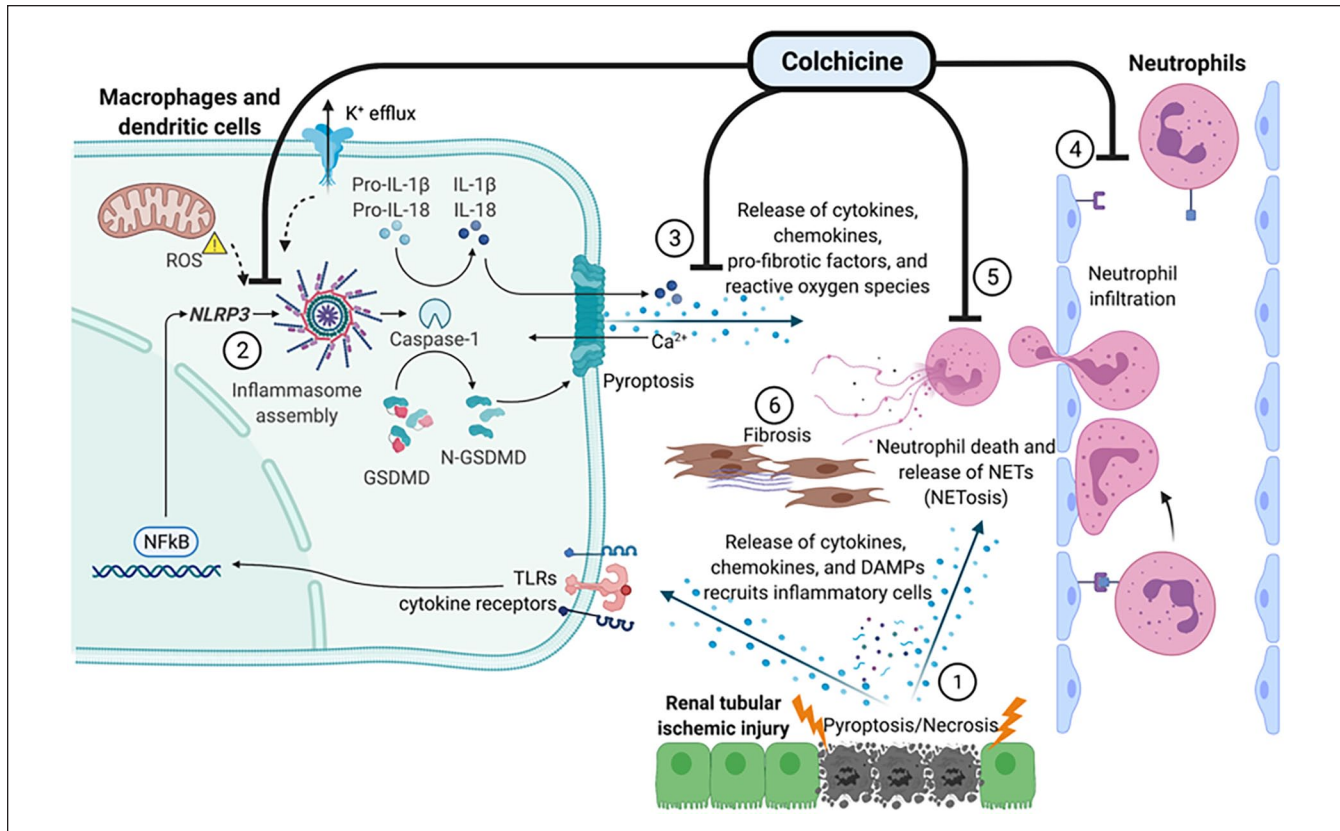 Colchicine
Neutrophils
Macrophages and
dendritic cells
K⁺ efflux
Pro-IL-1β
Pro-IL-18
IL-1β
IL-18
ROS
NLRP3
2
Inflammasome
assembly
Caspase-1
GSDMD
N-GSDMD
Pyroptosis
Ca²⁺
3
Release of cytokines,
chemokines,
pro-fibrotic factors, and
reactive oxygen species
4
5
Neutrophil
infiltration
6
Fibrosis
Neutrophil death and
release of NETs
(NETosis)
NFkB
TLRs
cytokine receptors
Release of cytokines,
chemokines, and DAMPs
recruits inflammatory cells
1
Renal tubular
ischemic injury
Pyroptosis/Necrosis